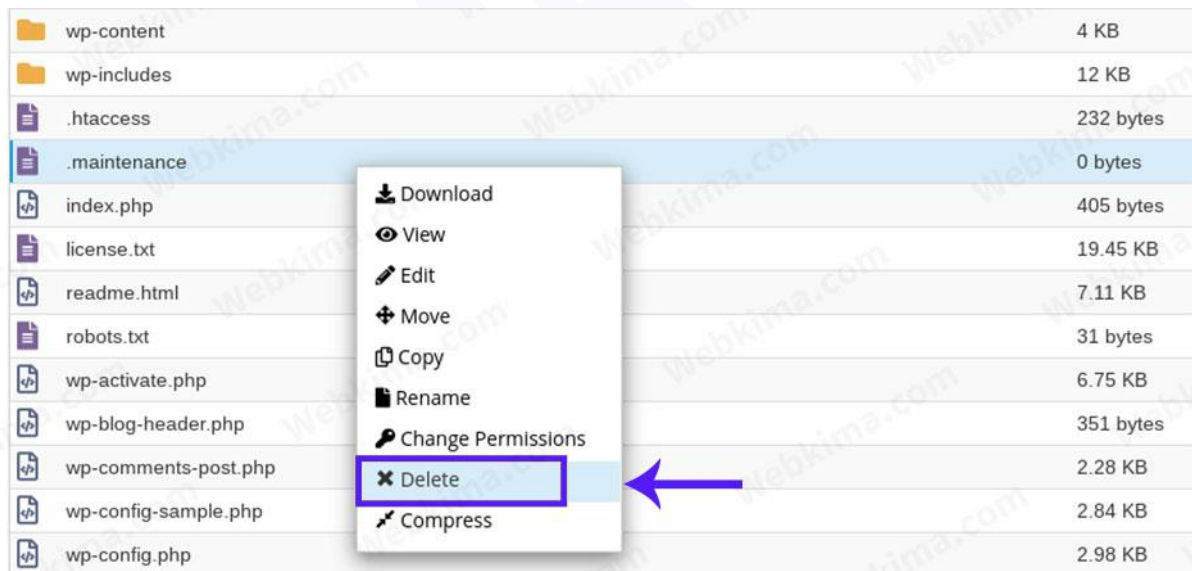 wp-content 4 KB
wp-includes 12 KB
.htaccess 232 bytes
.maintenance 0 bytes
Download
index.php 405 bytes
View
license.txt 19.45 KB
Edit
readme.html 7.11 KB
Move
robots.txt 31 bytes
Copy
wp-activate.php 6.75 KB
Rename
wp-blog-header.php 351 bytes
Change Permissions
wp-comments-post.php 2.28 KB
Delete
wp-config-sample.php 2.84 KB
Compress
wp-config.php 2.98 KB
Webkima.com